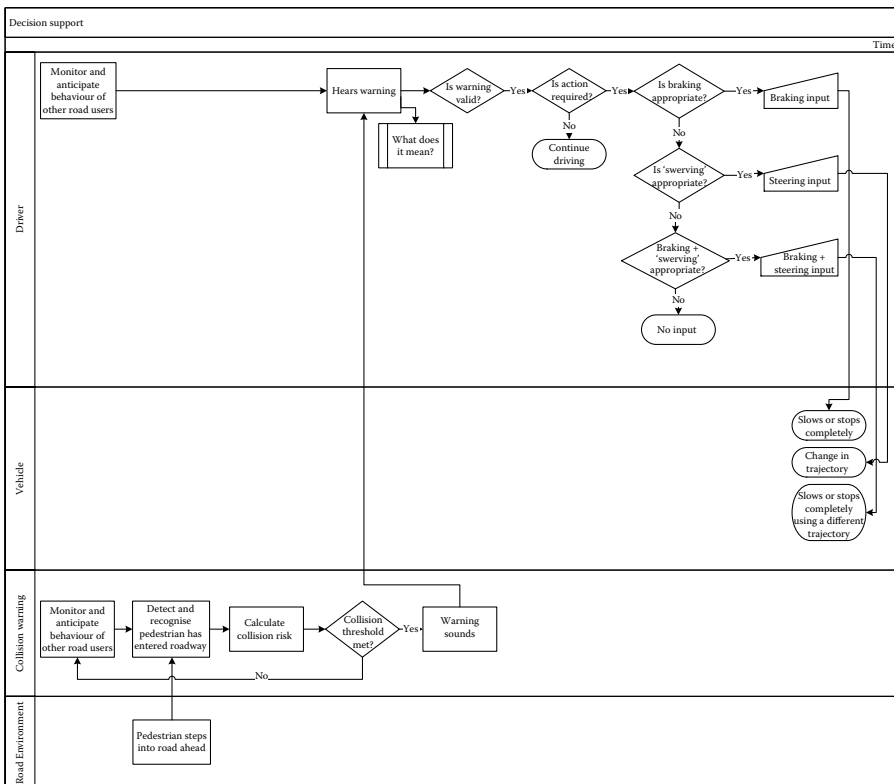 Decision support
Time
Driver
Monitor and
anticipate
behaviour of
other road users
Hears warning
What does
it mean?
Is warning
valid?
Yes
Is action
required?
No
Continue
driving
Yes
Is braking
appropriate?
Yes
Braking input
No
Is ‘swerving’
appropriate?
Yes
Steering input
No
Braking +
‘swerving’
appropriate?
Yes
Braking +
steering input
No
No input
Vehicle
Slows or stops
completely
Change in
trajectory
Slows or stops
completely
using a different
trajectory
Collision warning
Monitor and
anticipate
behaviour of
other road users
Detect and
recognise
pedestrian has
entered roadway
Calculate
collision risk
Collision
threshold
met?
Yes
Warning
sounds
No
Road Environment
Pedestrian steps
into road ahead